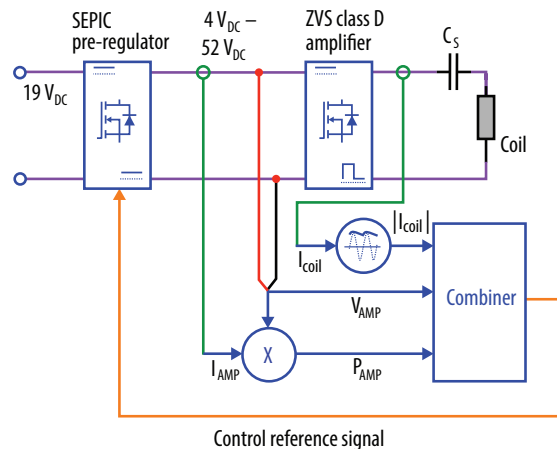 SEPIC
pre-regulator
4 VDC –
52 VDC
ZVS class D
amplifier
CS
19 VDC
Coil
|Icoil|
Icoil
Combiner
VAMP
X
IAMP
PAMP
Control reference signal